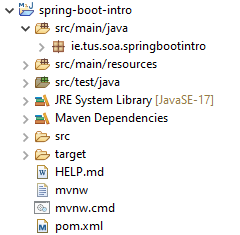 spring-boot-intro
src/main/java
ie.tus.soa.springbootintro
src/main/resources
src/test/java
JRE System Library [JavaSE-17]
Maven Dependencies
src
target
HELP.md
mvnw
mvnw.cmd
pom.xml